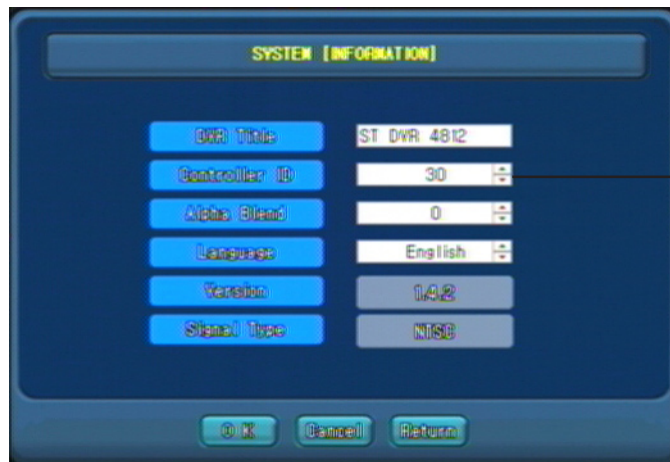 SYSTEM [INFORMATION]
DVR Title ST DVR 4812
Controller ID 30
Alpha Blend 0
Language English
Version 1.4.2
Signal Type NTSC
O K Cancel Return